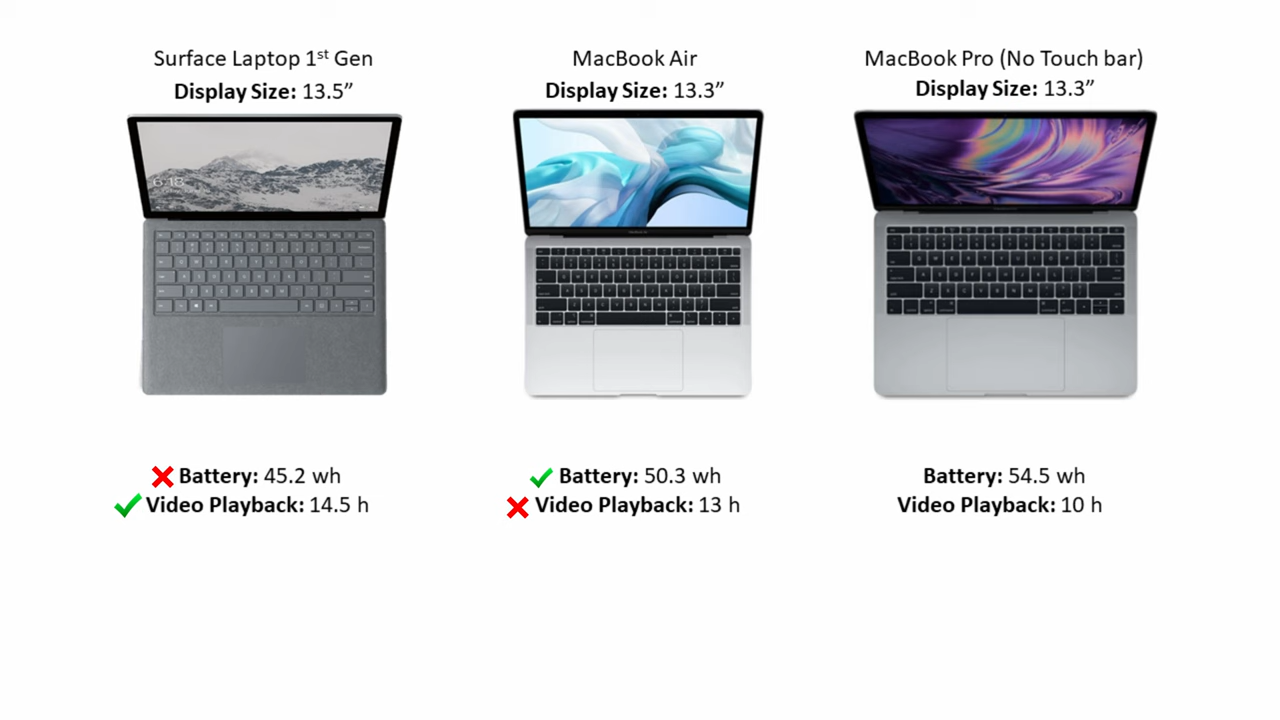 Surface Laptop 1st Gen
Display Size: 13.5”
MacBook Air
Display Size: 13.3”
MacBook Pro (No Touch bar)
Display Size: 13.3”
6:18
Battery: 45.2 wh
Video Playback: 14.5 h
Battery: 50.3 wh
Video Playback: 13 h
Battery: 54.5 wh
Video Playback: 10 h